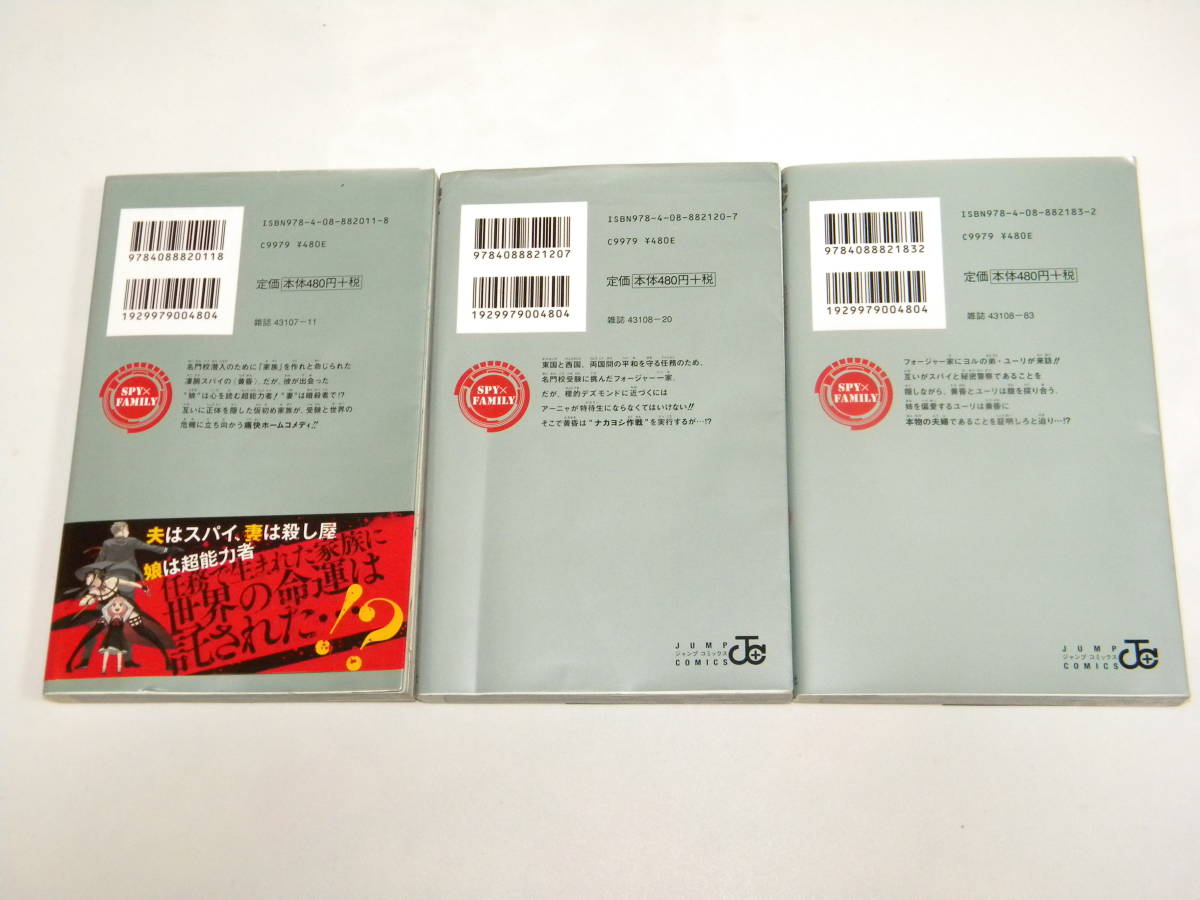 ISBN978-4-08-882011-8
C9979 ¥480E
9784088820118
定価 本体480円+税
1929979004804
雑誌 43107-11
SPY×
FAMILY
名門校潜入のために「家族」を作れと命じられた
凄腕スパイの〈黄昏〉。だが、彼が出会った
“娘”は心を読む超能力者！“妻”は暗殺者で!?
互いに正体を隠した仮初め家族が、受験と世界の
危機に立ち向かう痛快ホームコメディ!!
夫はスパイ、妻は殺し屋
娘は超能力者
任務で生まれた家族に
世界の命運は
託された…!?
ISBN978-4-08-882120-7
C9979 ¥480E
9784088821207
定価 本体480円+税
1929979004804
雑誌 43108-20
SPY×
FAMILY
東国と西国、両国間の平和を守る任務のため、
名門校受験に挑んだフォージャー一家。
だが、標的デズモンドに近づくには
アーニャが特待生にならなくてはいけない!!
そこで黄昏は“ナカヨシ作戦”を実行するが…!?
JUMP
ジャンプ コミックス
COMICS
ISBN978-4-08-882183-2
C9979 ¥480E
9784088821832
定価 本体480円+税
1929979004804
雑誌 43108-83
SPY×
FAMILY
フォージャー家にヨルの弟・ユーリが来訪!!
互いがスパイと秘密警察であることを
隠しながら、黄昏とユーリは腹を探り合う。
姉を偏愛するユーリは黄昏に
本物の夫婦であることを証明しろと迫り…!?
JUMP
ジャンプ コミックス
COMICS